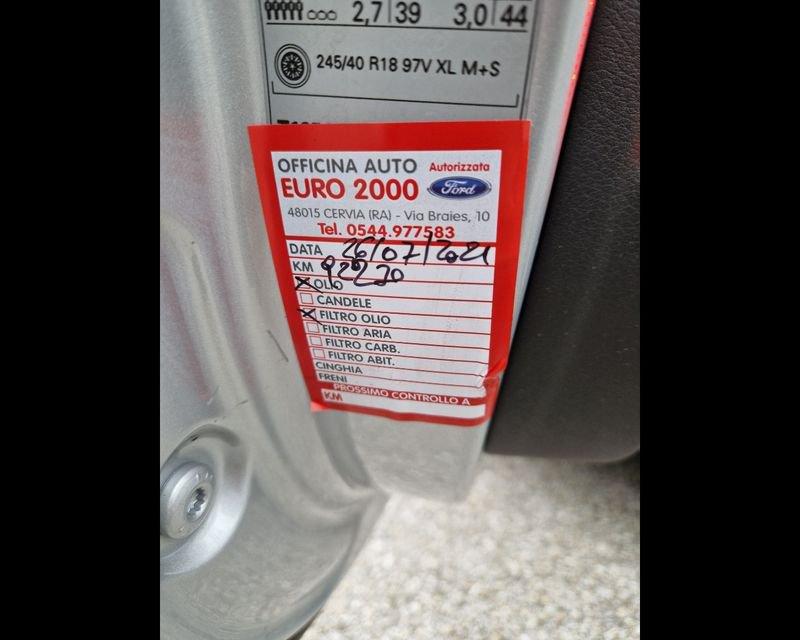 2,7 39 3,0 44
245/40 R18 97V XL M+S
OFFICINA AUTO Autorizzata
EURO 2000 Ford
48015 CERVIA (RA) - Via Braies, 10
Tel. 0544.977583
DATA 26/07/2021
KM 92230
OLIO
CANDELE
FILTRO OLIO
FILTRO ARIA
FILTRO CARB.
FILTRO ABIT.
CINGHIA
FRENI
PROSSIMO CONTROLLO A
KM